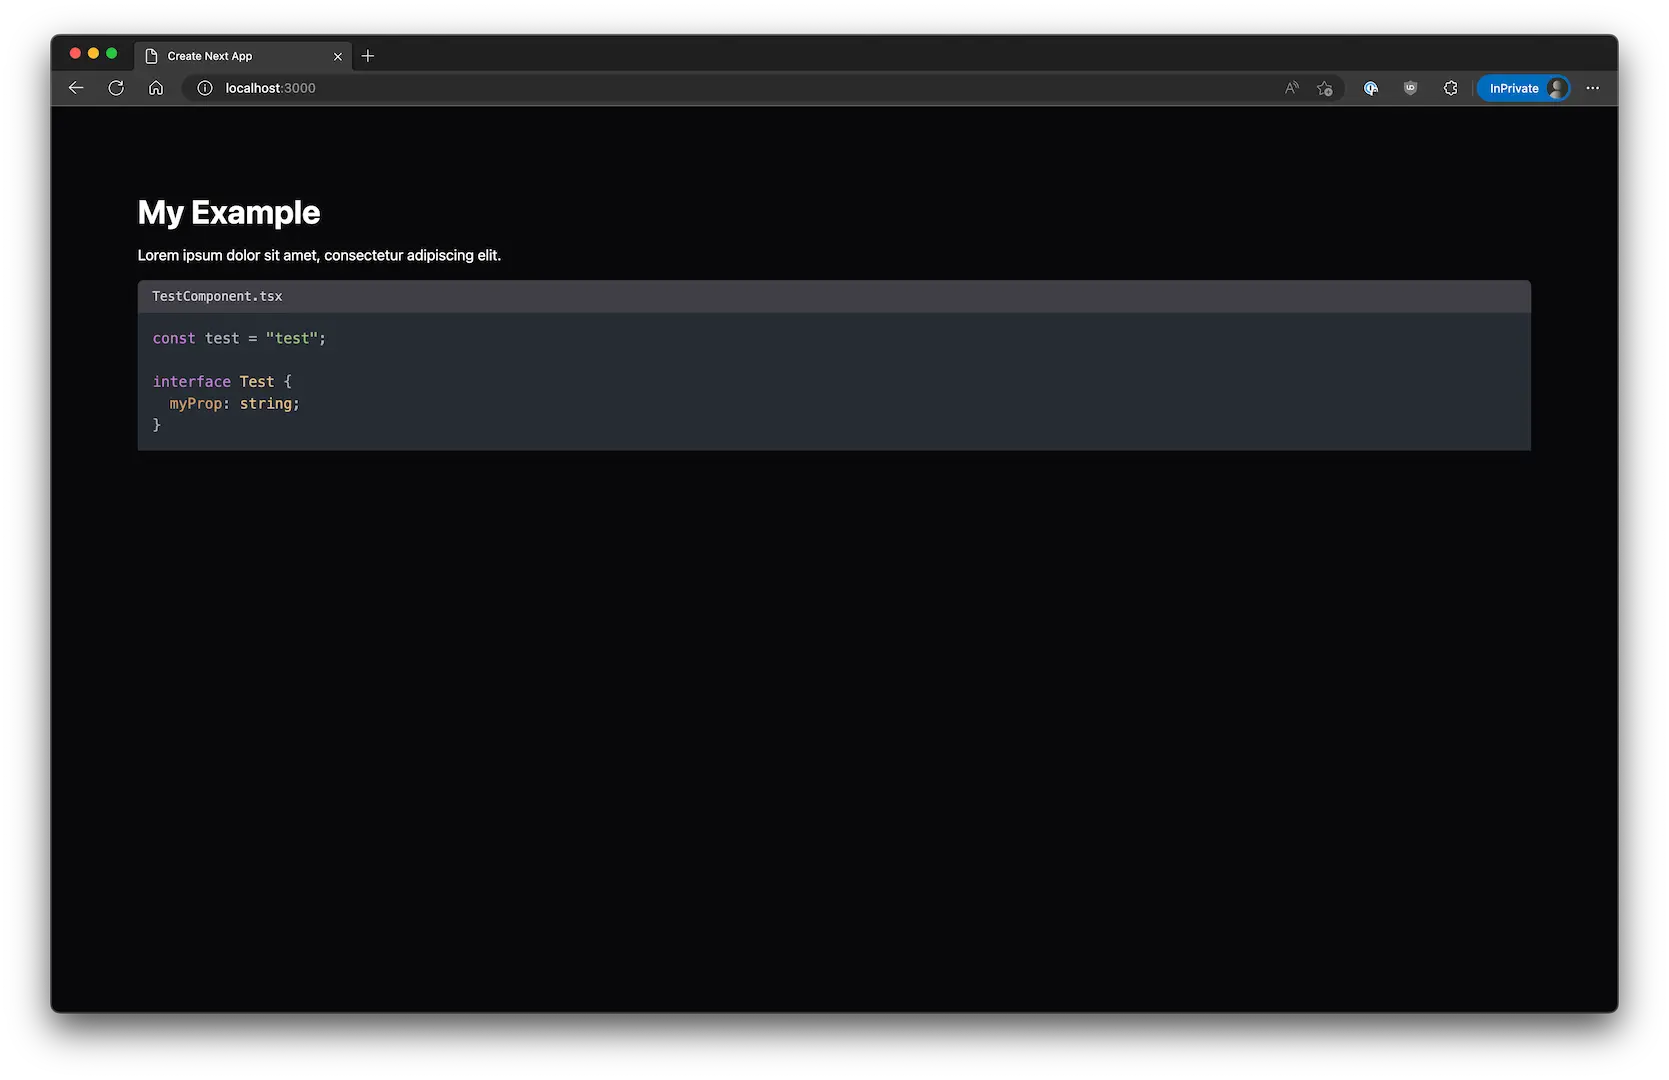 Create Next App
localhost:3000
InPrivate
My Example
Lorem ipsum dolor sit amet, consectetur adipiscing elit.
TestComponent.tsx
const test = "test";
interface Test {
  myProp: string;
}